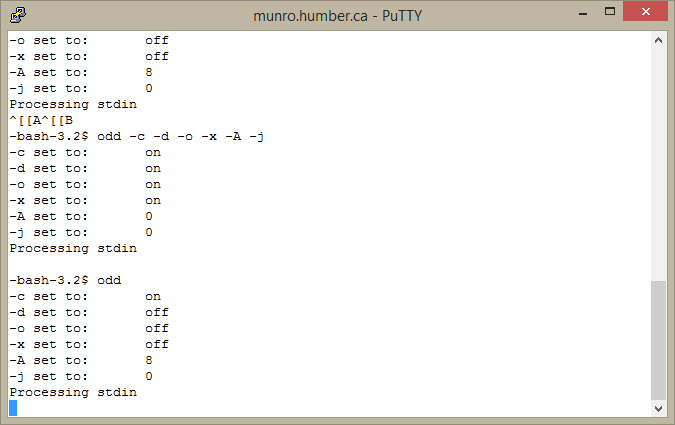 munro.humber.ca - PuTTY
-o set to:       off
-x set to:       off
-A set to:       8
-j set to:       0
Processing stdin
^[[A^[[B
-bash-3.2$ odd -c -d -o -x -A -j
-c set to:       on
-d set to:       on
-o set to:       on
-x set to:       on
-A set to:       0
-j set to:       0
Processing stdin

-bash-3.2$ odd
-c set to:       on
-d set to:       off
-o set to:       off
-x set to:       off
-A set to:       8
-j set to:       0
Processing stdin